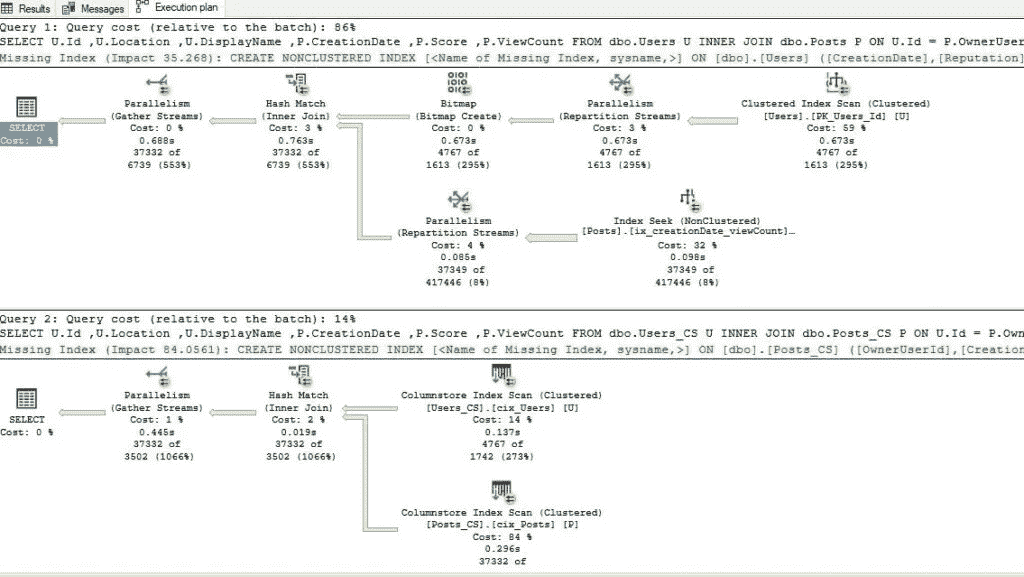 Results Messages Execution plan
Query 1: Query cost (relative to the batch): 86%
SELECT U.Id ,U.Location ,U.DisplayName ,P.CreationDate ,P.Score ,P.ViewCount FROM dbo.Users U INNER JOIN dbo.Posts P ON U.Id = P.OwnerUser
Missing Index (Impact 35.268): CREATE NONCLUSTERED INDEX [<Name of Missing Index, sysname,>] ON [dbo].[Users] ([CreationDate],[Reputation]
SELECT
Cost: 0 %
Parallelism
(Gather Streams)
Cost: 0 %
0.688s
37332 of
6739 (553%)
Hash Match
(Inner Join)
Cost: 3 %
0.763s
37332 of
6739 (553%)
Bitmap
(Bitmap Create)
Cost: 0 %
0.673s
4767 of
1613 (295%)
Parallelism
(Repartition Streams)
Cost: 3 %
0.673s
4767 of
1613 (295%)
Clustered Index Scan (Clustered)
[Users].[PK_Users_Id] [U]
Cost: 59 %
0.673s
4767 of
1613 (295%)
Parallelism
(Repartition Streams)
Cost: 4 %
0.085s
37349 of
417446 (8%)
Index Seek (NonClustered)
[Posts].[ix_creationDate_viewCount]…
Cost: 32 %
0.098s
37349 of
417446 (8%)
Query 2: Query cost (relative to the batch): 14%
SELECT U.Id ,U.Location ,U.DisplayName ,P.CreationDate ,P.Score ,P.ViewCount FROM dbo.Users_CS U INNER JOIN dbo.Posts_CS P ON U.Id = P.Own
Missing Index (Impact 84.0561): CREATE NONCLUSTERED INDEX [<Name of Missing Index, sysname,>] ON [dbo].[Posts_CS] ([OwnerUserId],[Creation
SELECT
Cost: 0 %
Parallelism
(Gather Streams)
Cost: 1 %
0.445s
37332 of
3502 (1066%)
Hash Match
(Inner Join)
Cost: 2 %
0.019s
37332 of
3502 (1066%)
Columnstore Index Scan (Clustered)
[Users_CS].[cix_Users] [U]
Cost: 14 %
0.137s
4767 of
1742 (273%)
Columnstore Index Scan (Clustered)
[Posts_CS].[cix_Posts] [P]
Cost: 84 %
0.296s
37332 of